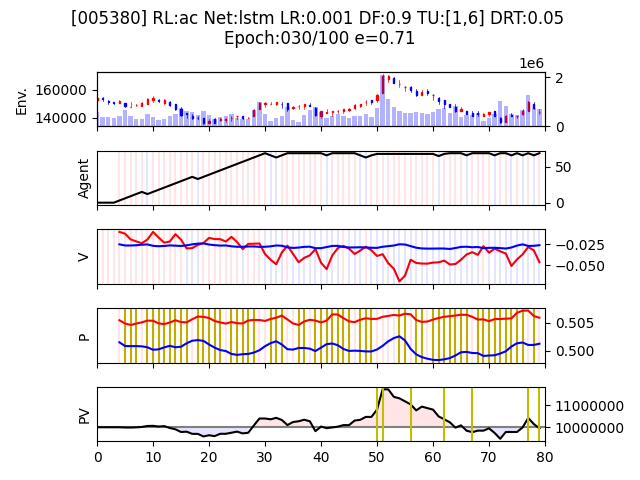 [005380] RL:ac Net:lstm LR:0.001 DF:0.9 TU:[1,6] DRT:0.05
Epoch:030/100 e=0.71
1e6
Env.
160000
140000
2
0
Agent
50
0
V
−0.025
−0.050
P
0.505
0.500
PV
11000000
10000000
0 10 20 30 40 50 60 70 80